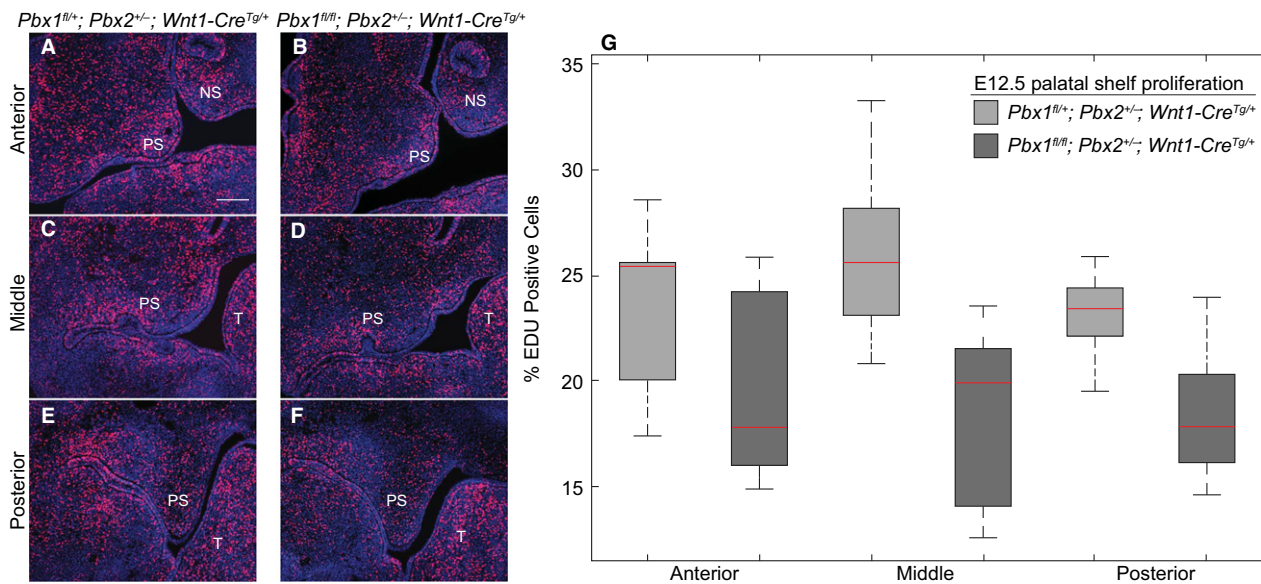 Pbx1fl/+; Pbx2+/–; Wnt1-CreTg/+ Pbx1fl/fl; Pbx2+/–; Wnt1-CreTg/+
Anterior
A
NS
PS
B
NS
PS
Middle
C
PS
T
D
PS
T
Posterior
E
PS
T
F
PS
T
G
% EDU Positive Cells
35
30
25
20
15
E12.5 palatal shelf proliferation
Pbx1fl/+; Pbx2+/–; Wnt1-CreTg/+
Pbx1fl/fl; Pbx2+/–; Wnt1-CreTg/+
Anterior Middle Posterior